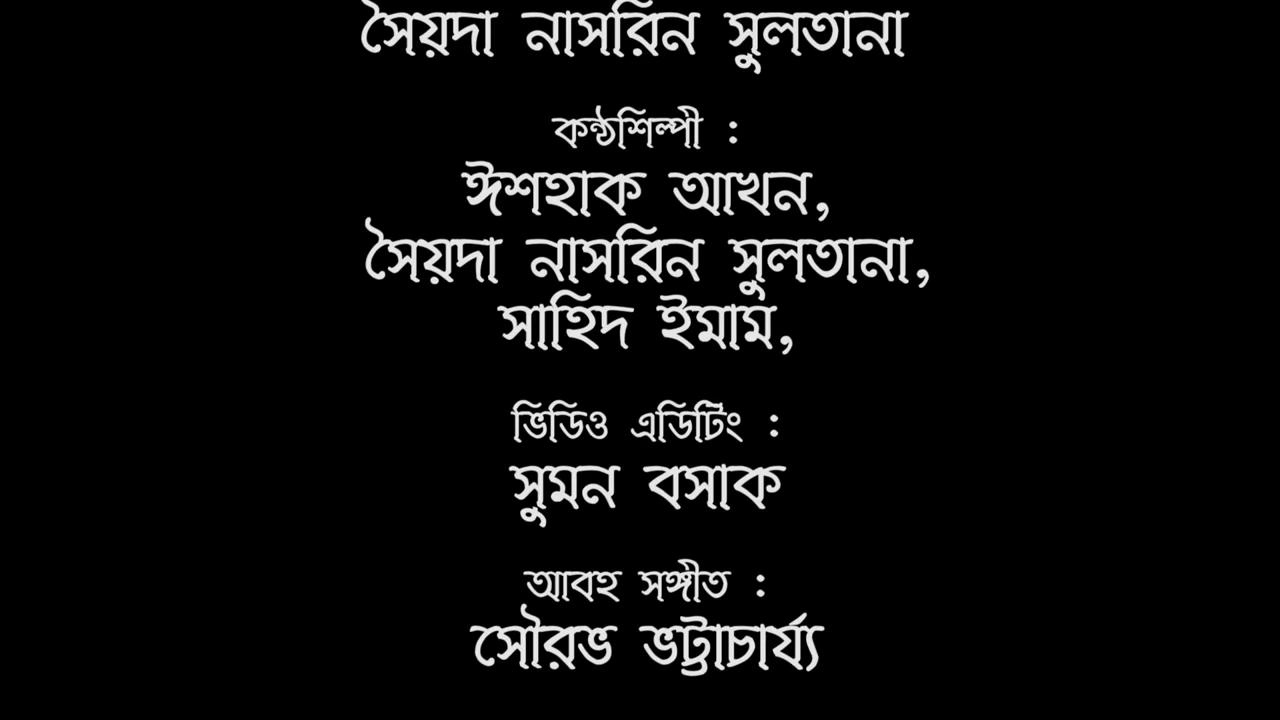 সৈয়দা নাসরিন সুলতানা
কন্ঠশিল্পী :
ঈশহাক আখন,
সৈয়দা নাসরিন সুলতানা,
সাহিদ ইমাম,
ভিডিও এডিটিং :
সুমন বসাক
আবহ সঙ্গীত :
সৌরভ ভট্টাচার্য্য